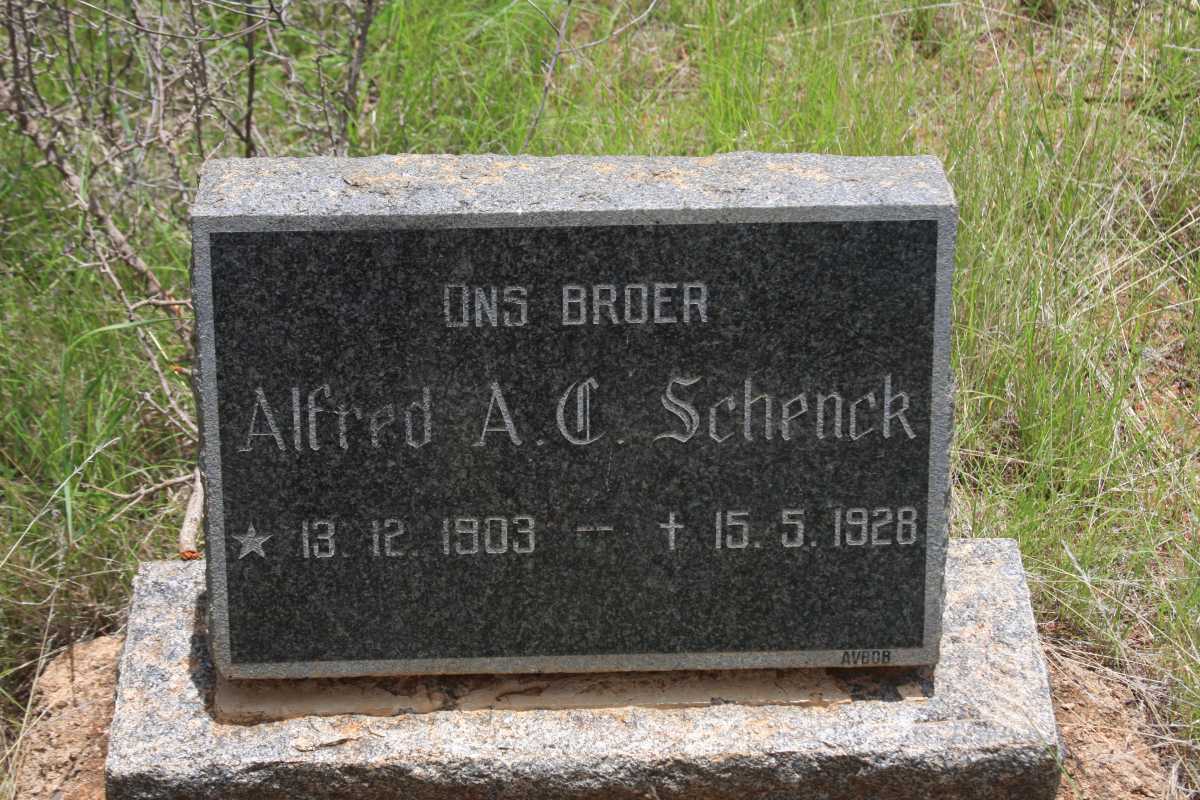 ONS BROER
Alfred A. C. Schenck
★ 13. 12. 1903 — † 15. 5. 1928
AVBOB